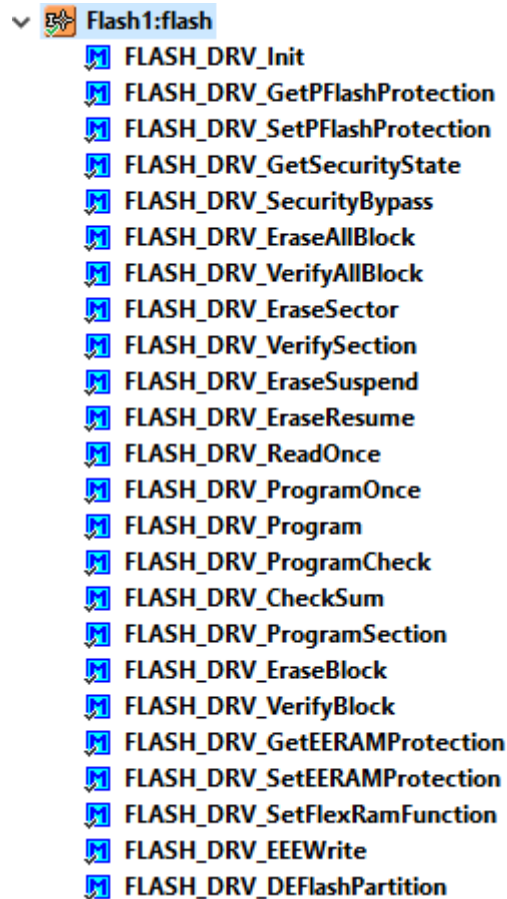 Flash1:flash
FLASH_DRV_Init
FLASH_DRV_GetPFlashProtection
FLASH_DRV_SetPFlashProtection
FLASH_DRV_GetSecurityState
FLASH_DRV_SecurityBypass
FLASH_DRV_EraseAllBlock
FLASH_DRV_VerifyAllBlock
FLASH_DRV_EraseSector
FLASH_DRV_VerifySection
FLASH_DRV_EraseSuspend
FLASH_DRV_EraseResume
FLASH_DRV_ReadOnce
FLASH_DRV_ProgramOnce
FLASH_DRV_Program
FLASH_DRV_ProgramCheck
FLASH_DRV_CheckSum
FLASH_DRV_ProgramSection
FLASH_DRV_EraseBlock
FLASH_DRV_VerifyBlock
FLASH_DRV_GetEERAMProtection
FLASH_DRV_SetEERAMProtection
FLASH_DRV_SetFlexRamFunction
FLASH_DRV_EEEWrite
FLASH_DRV_DEFlashPartition